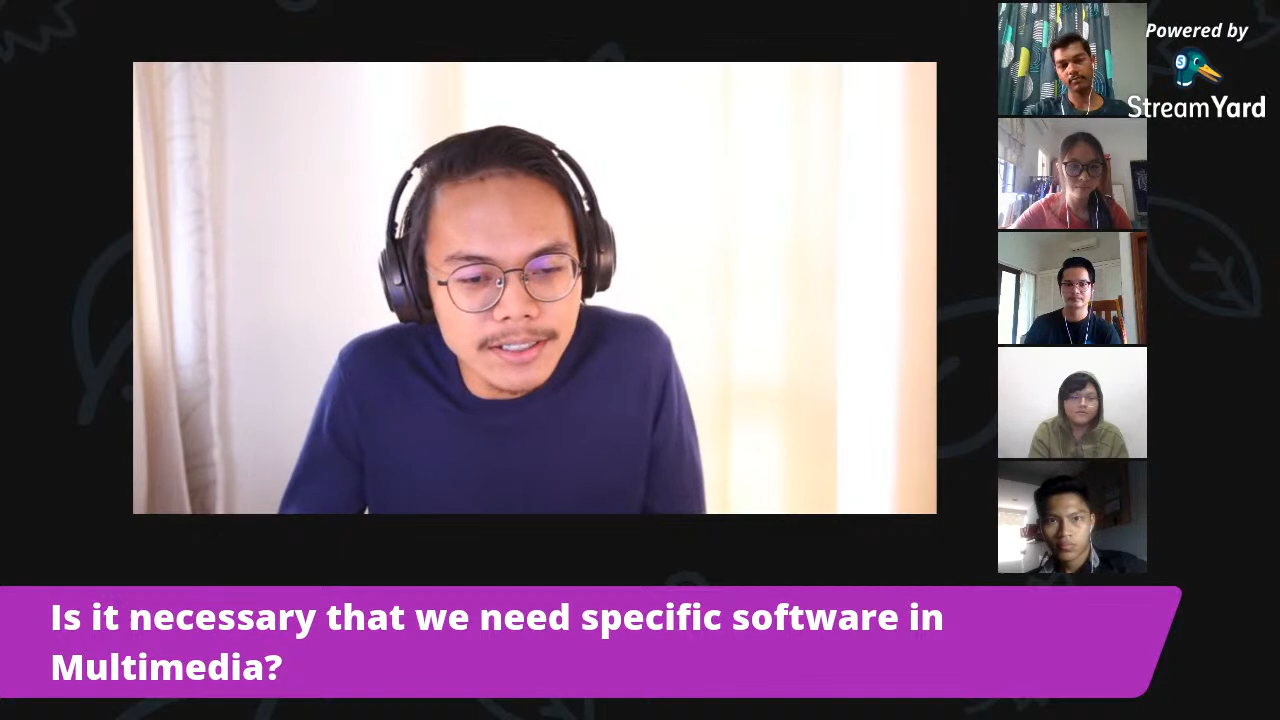 Powered by
StreamYard
Is it necessary that we need specific software in
Multimedia?